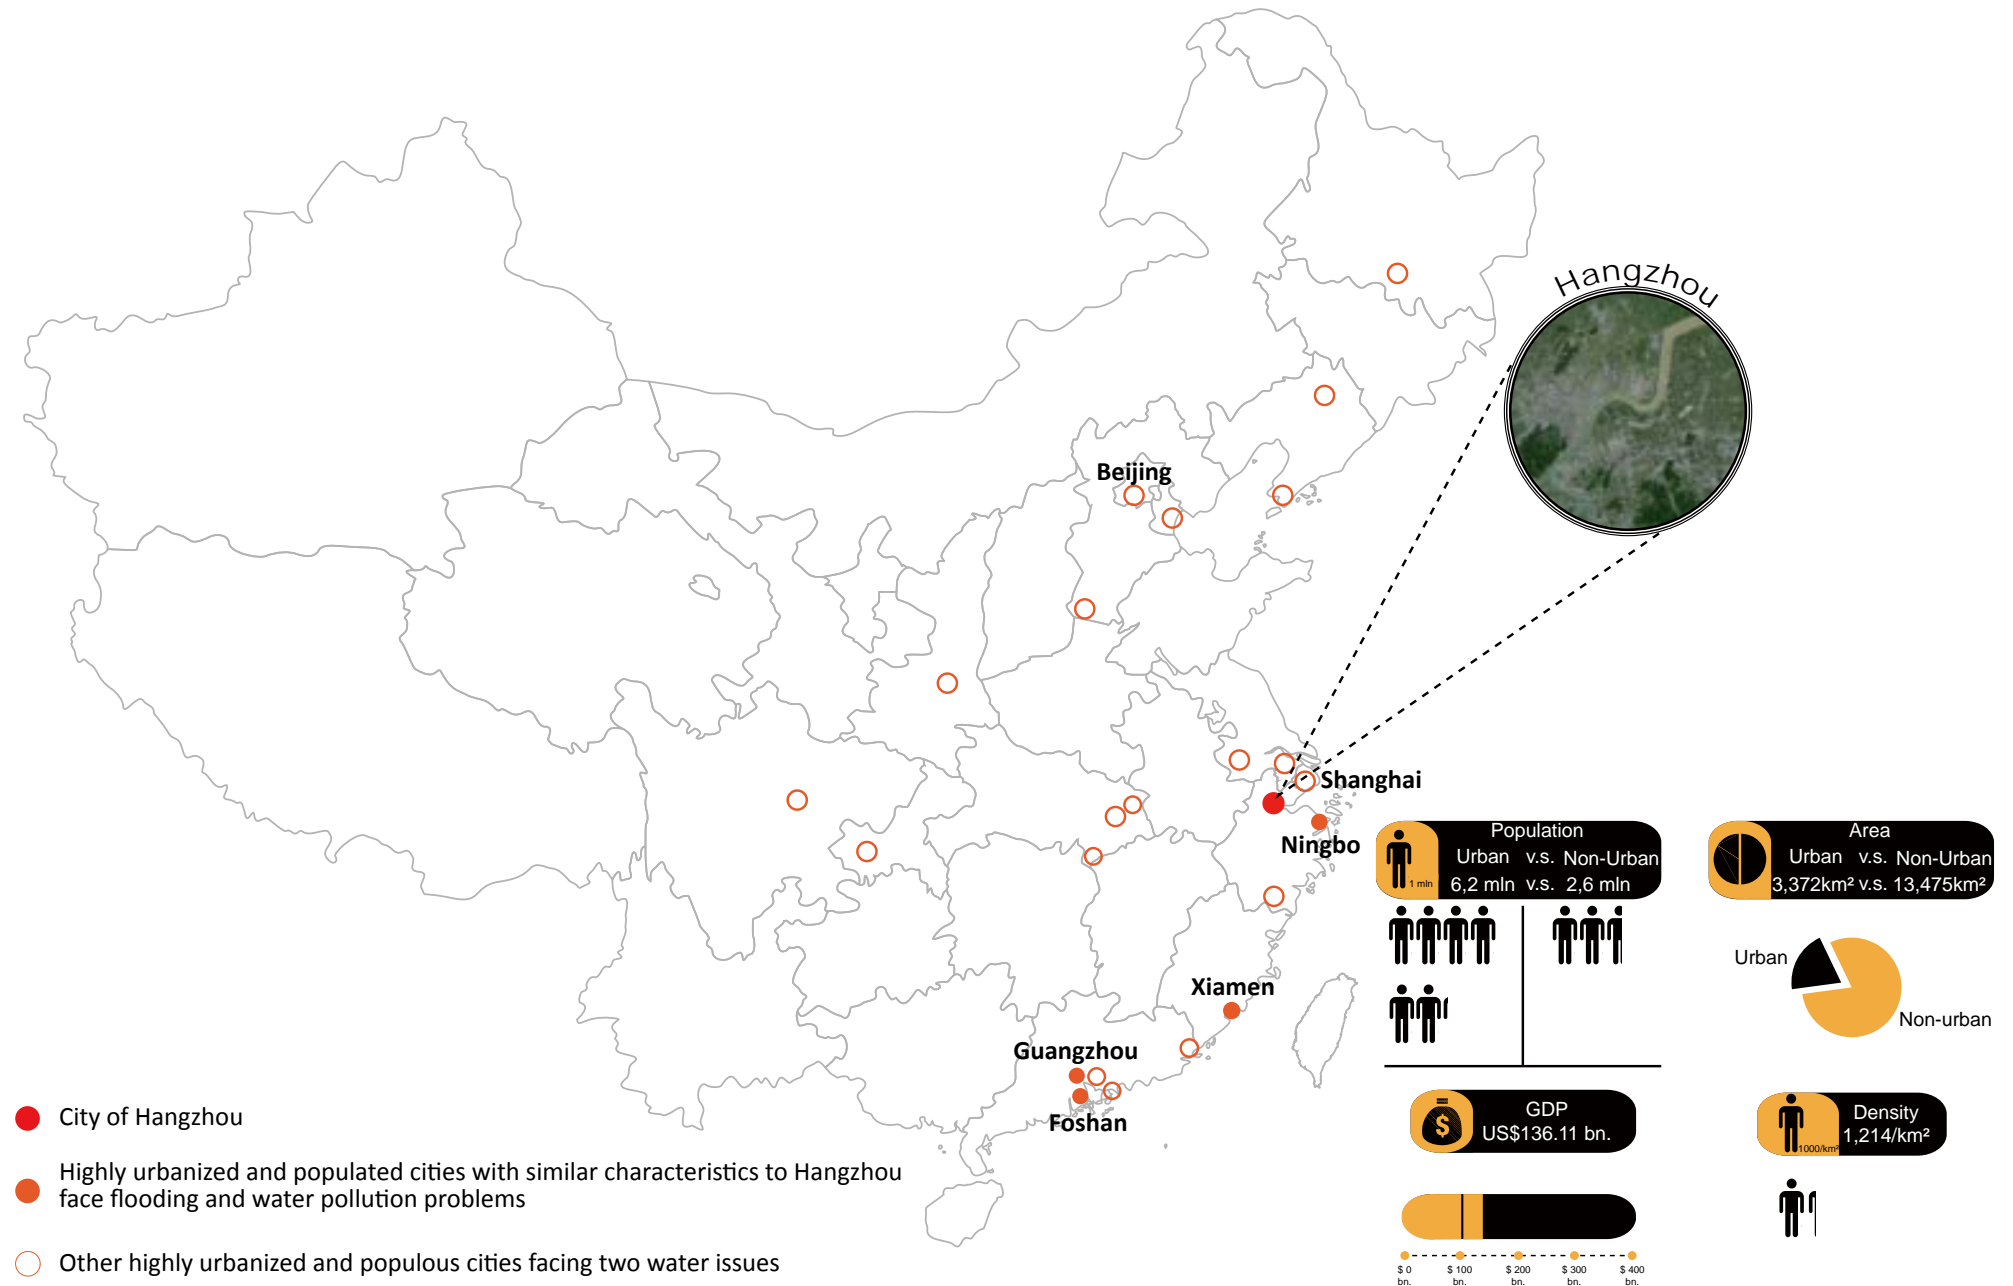 Hangzhou
Beijing
Shanghai
Ningbo
Xiamen
Guangzhou
Foshan
City of Hangzhou
Highly urbanized and populated cities with similar characteristics to Hangzhou
face flooding and water pollution problems
Other highly urbanized and populous cities facing two water issues
1 mln
Population
Urban v.s. Non-Urban
6,2 mln v.s. 2,6 mln
Area
Urban v.s. Non-Urban
3,372km² v.s. 13,475km²
Urban
Non-urban
$
GDP
US$136.11 bn.
1000/km²
Density
1,214/km²
$ 0 bn.
$ 100 bn.
$ 200 bn.
$ 300 bn.
$ 400 bn.